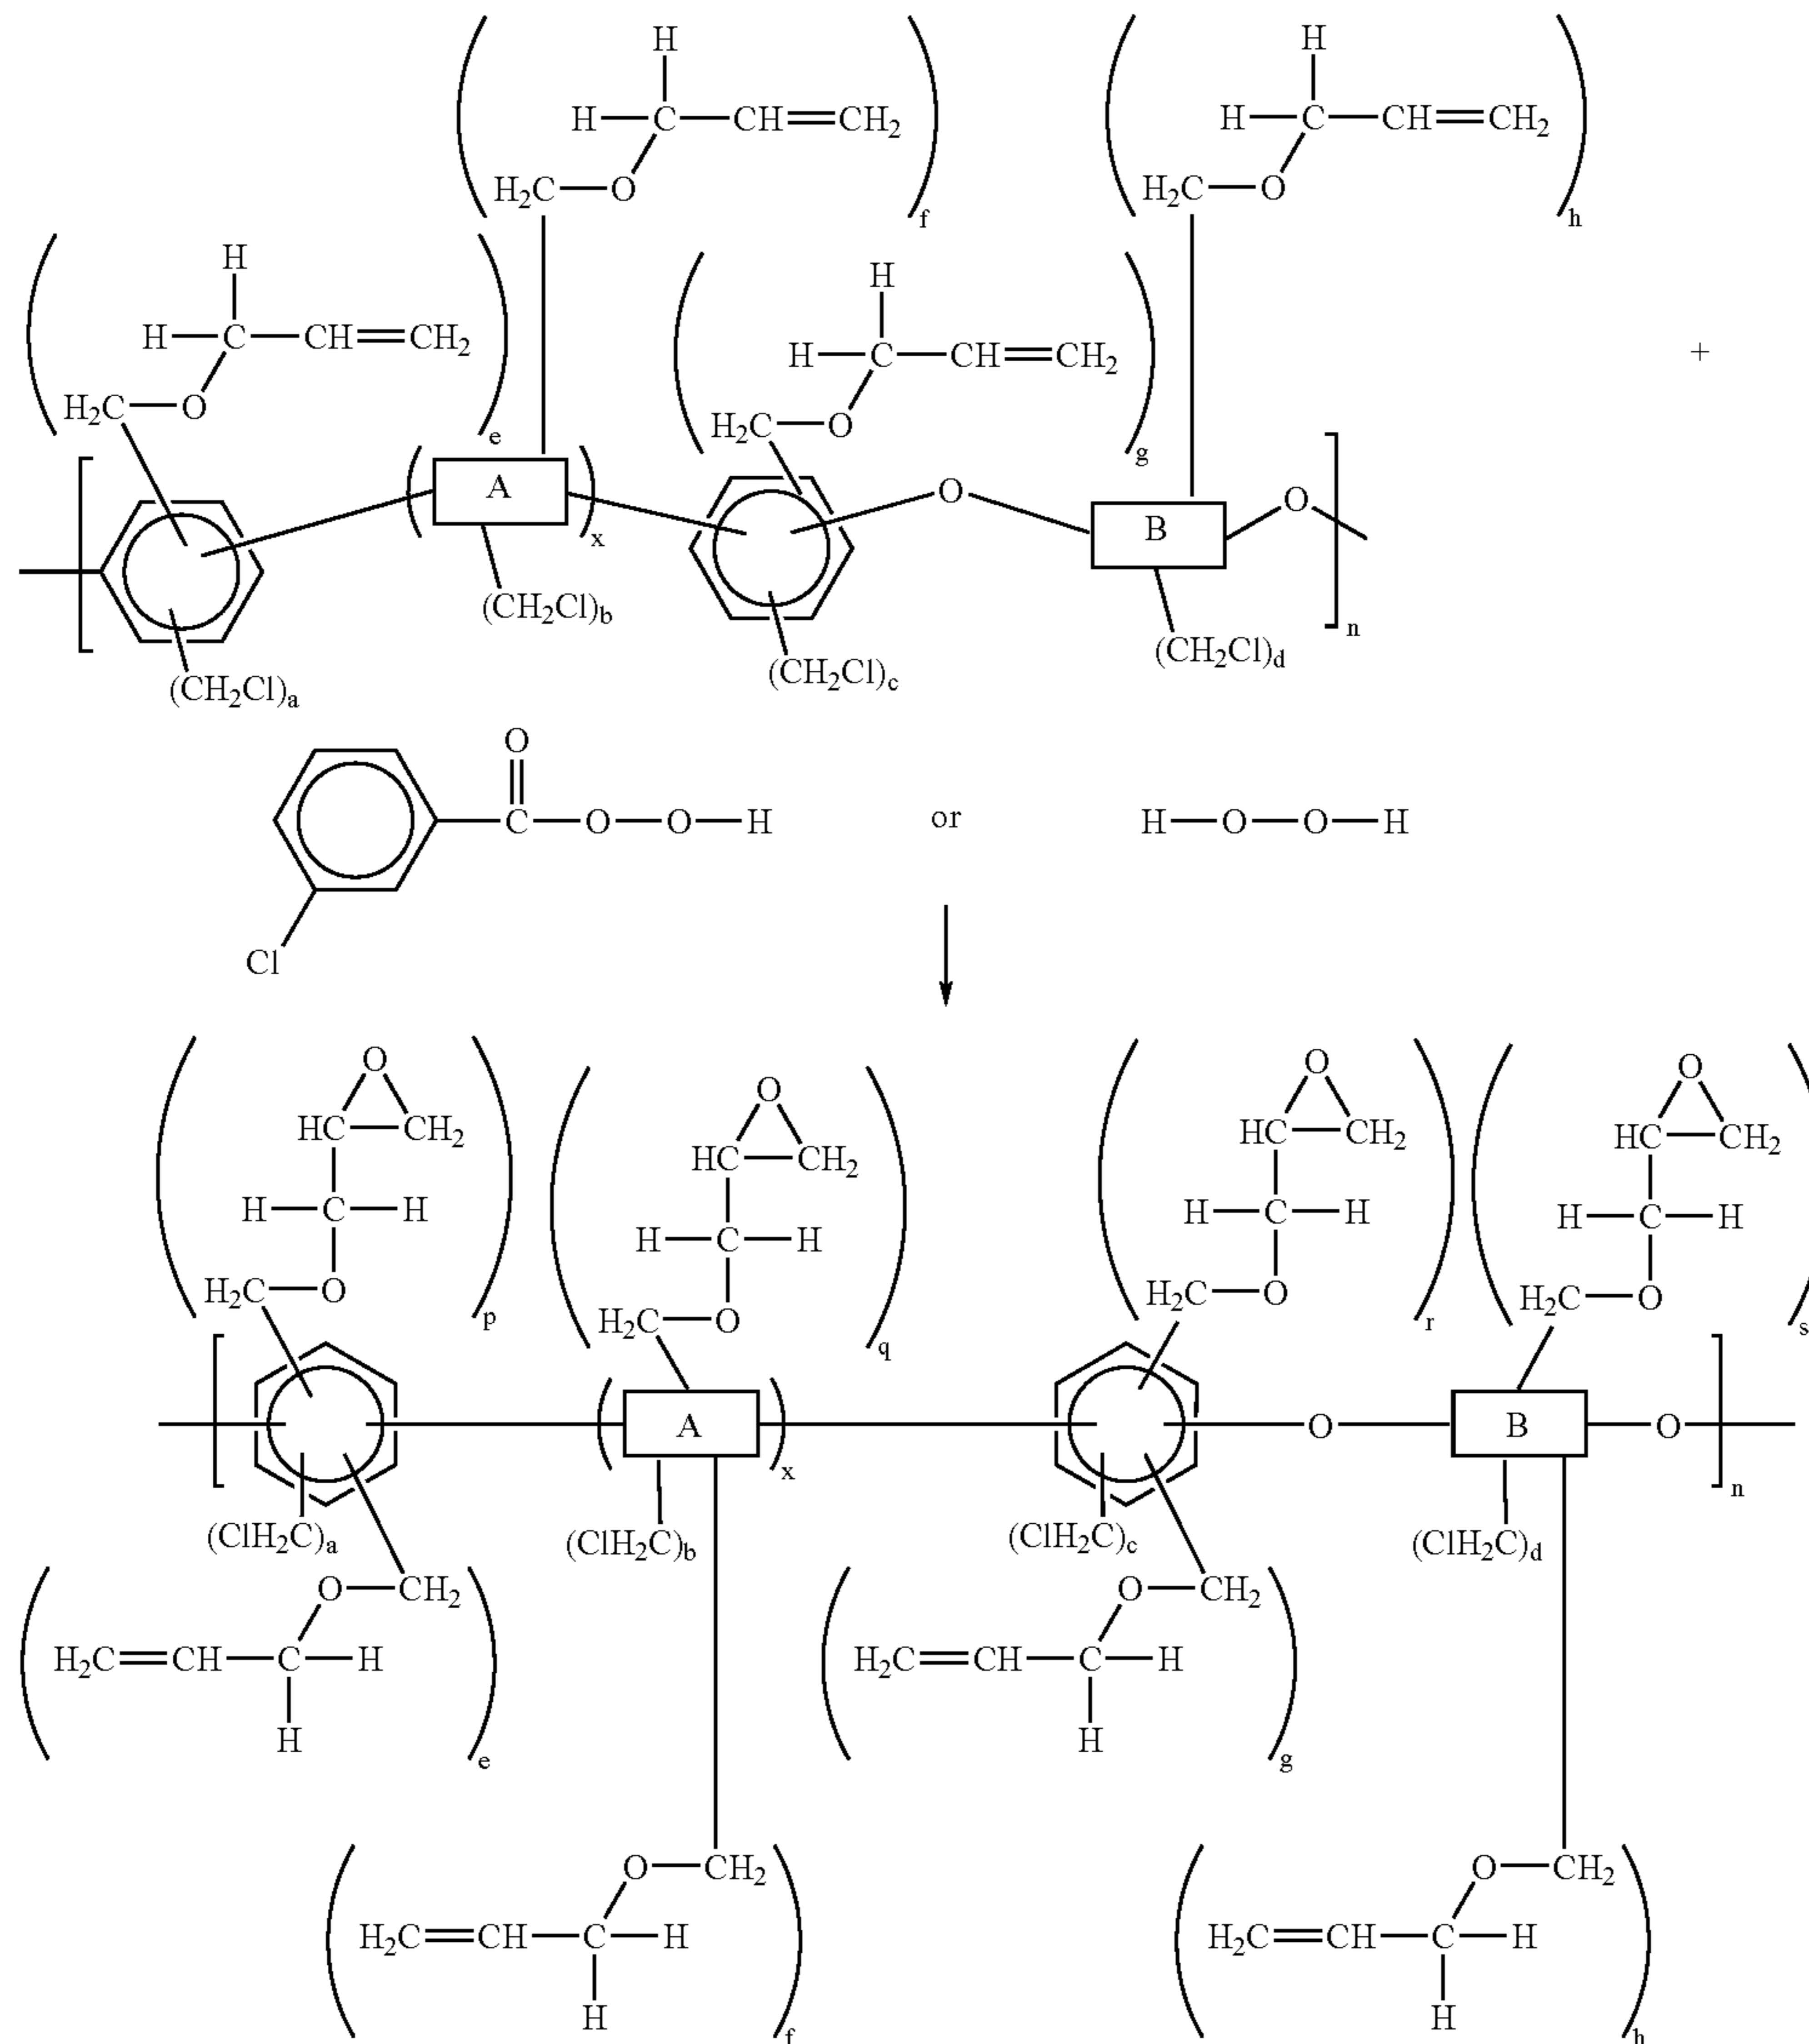 H H
H—C—CH=CH₂ H—C—CH=CH₂
H₂C—O H₂C—O
f h
H H
H—C—CH=CH₂ H—C—CH=CH₂ +
H₂C—O H₂C—O
e g
A O B O
x n
(CH₂Cl)ₐ (CH₂Cl)b (CH₂Cl)c (CH₂Cl)d
O
C—O—O—H or H—O—O—H
Cl
O O O O
HC—CH₂ HC—CH₂ HC—CH₂ HC—CH₂
H—C—H H—C—H H—C—H H—C—H
H₂C—O H₂C—O H₂C—O H₂C—O
p q r s
A O B O
x n
(ClH₂C)ₐ (ClH₂C)b (ClH₂C)c (ClH₂C)d
O—CH₂ O—CH₂
H₂C=CH—C—H H₂C=CH—C—H
H H
e g
O—CH₂ O—CH₂
H₂C=CH—C—H H₂C=CH—C—H
H H
f h